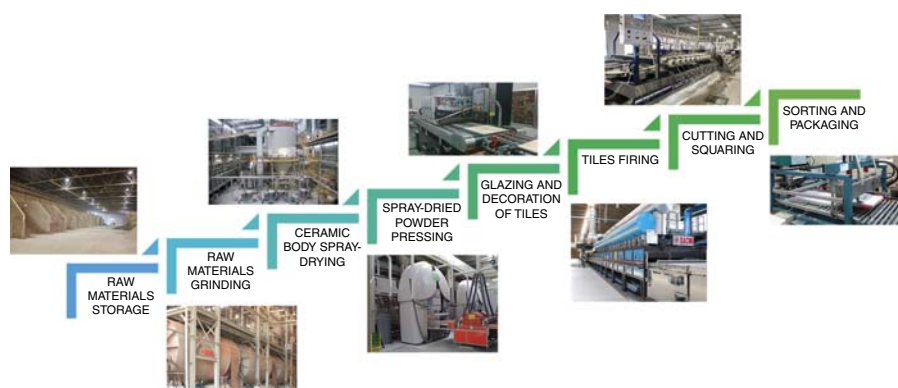 RAW
MATERIALS
STORAGE
RAW
MATERIALS
GRINDING
CERAMIC
BODY SPRAY-
DRYING
SPRAY-DRIED
POWDER
PRESSING
GLAZING AND
DECORATION
OF TILES
TILES FIRING
CUTTING AND
SQUARING
SORTING AND
PACKAGING
SACMI